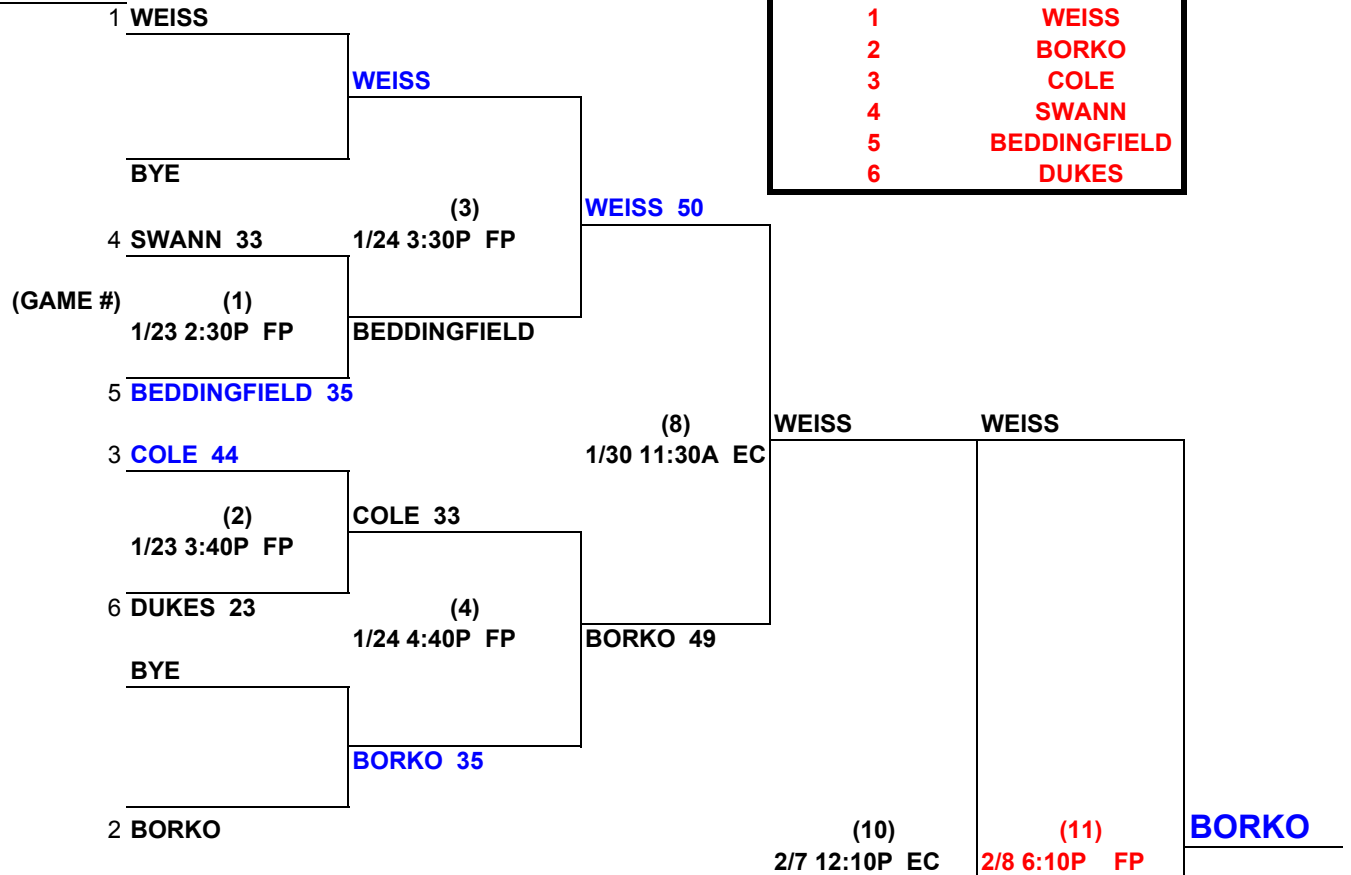 1 WEISS
1 WEISS
2 BORKO
WEISS 3 COLE
4 SWANN
5 BEDDINGFIELD
BYE 6 DUKES
(3) WEISS 50
4 SWANN 33 1/24 3:30P FP
(GAME #) (1)
1/23 2:30P FP BEDDINGFIELD
5 BEDDINGFIELD 35
(8) WEISS WEISS
3 COLE 44 1/30 11:30A EC
(2) COLE 33
1/23 3:40P FP
6 DUKES 23 (4)
1/24 4:40P FP BORKO 49
BYE
BORKO 35
2 BORKO (10) (11) BORKO
2/7 12:10P EC 2/8 6:10P FP